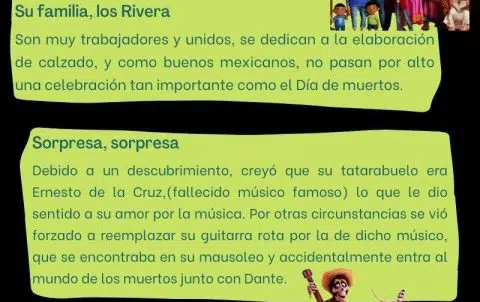 Su familia, los Rivera
Son muy trabajadores y unidos, se dedican a la elaboración
de calzado, y como buenos mexicanos, no pasan por alto
una celebración tan importante como el Día de muertos.
Sorpresa, sorpresa
Debido a un descubrimiento, creyó que su tatarabuelo era
Ernesto de la Cruz,(fallecido músico famoso) lo que le dio
sentido a su amor por la música. Por otras circunstancias se vió
forzado a reemplazar su guitarra rota por la de dicho músico,
que se encontraba en su mausoleo y accidentalmente entra al
mundo de los muertos junto con Dante.